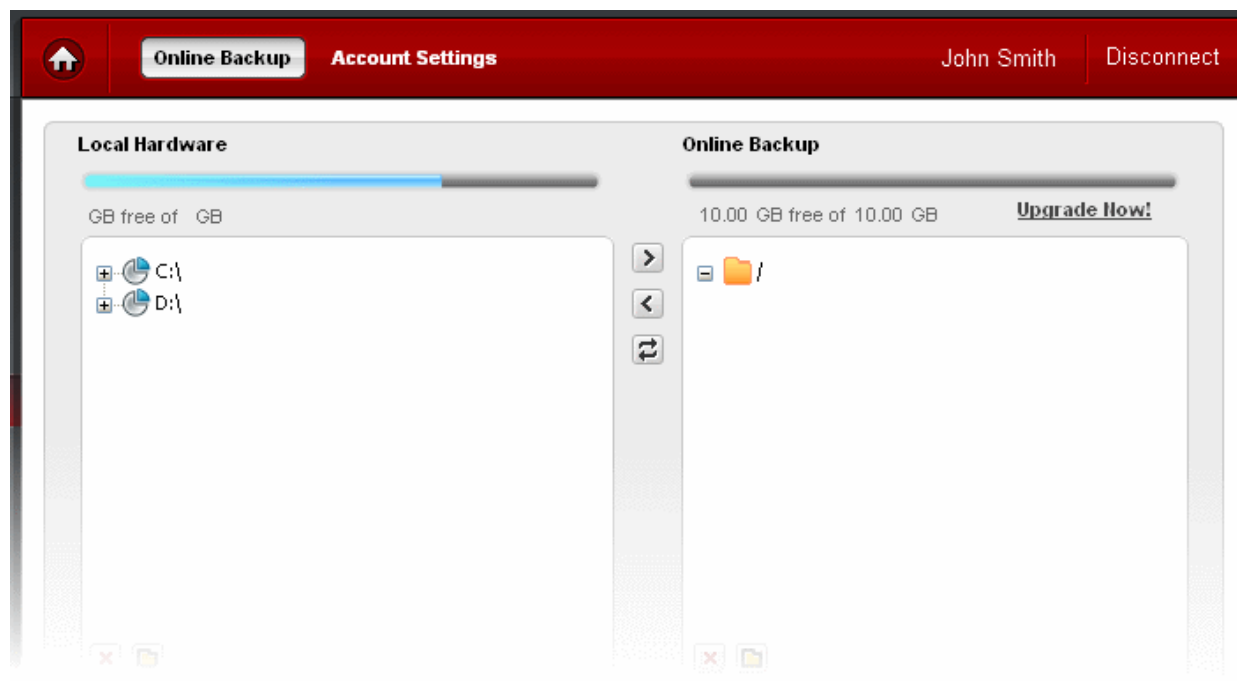 Online Backup Account Settings John Smith Disconnect
Local Hardware
GB free of GB
C:\
D:\
Online Backup
10.00 GB free of 10.00 GB Upgrade Now!
/